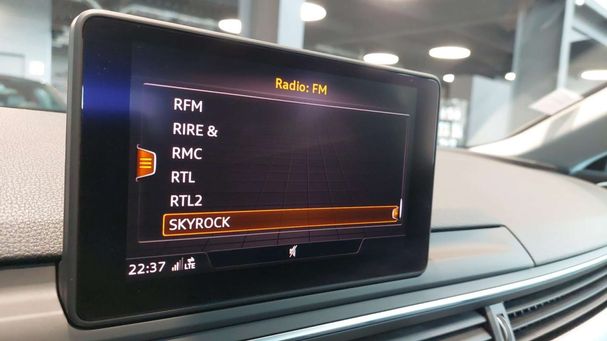 Radio: FM
RFM
RIRE &
RMC
RTL
RTL2
SKYROCK
22:37 LTE